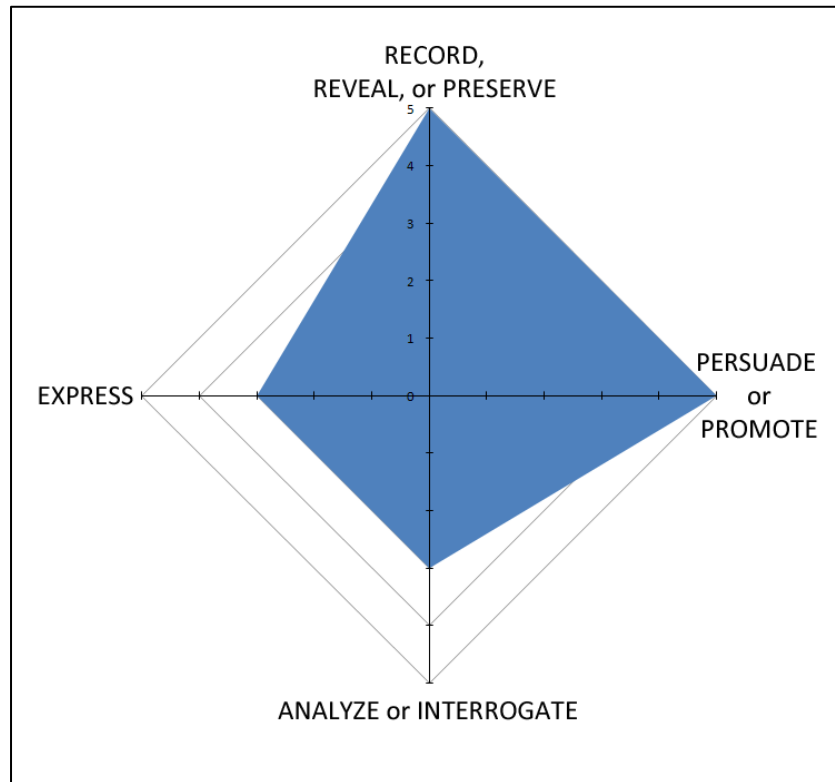 RECORD,
REVEAL, or PRESERVE
5
4
3
2
1
0
EXPRESS
PERSUADE
or
PROMOTE
ANALYZE or INTERROGATE